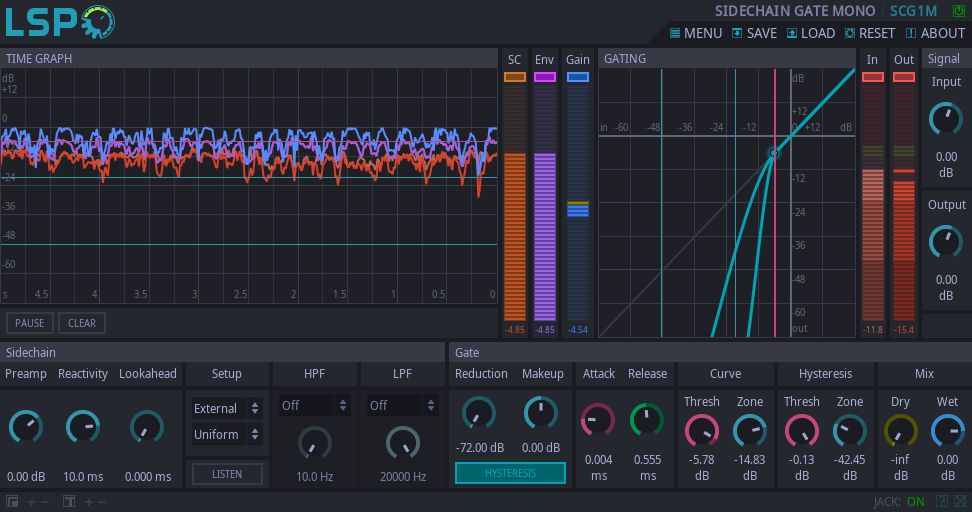 LSP
SIDECHAIN GATE MONO SCG1M
MENU SAVE LOAD RESET ABOUT
TIME GRAPH
SC Env Gain
GATING
In Out
Signal
dB
+12
0
-24
-36
-48
-60
s 4.5 4 3.5 3 2.5 2 1.5 1 0.5 0
PAUSE CLEAR
-4.85 -4.85 -4.54
dB
+12
in -60 -48 -36 -24 -12 +12 dB
0
-12
-24
-36
-48
-60
out
-11.8 -15.4
Input
0.00
dB
Output
0.00
dB
Sidechain
Preamp Reactivity Lookahead
0.00 dB 10.0 ms 0.000 ms
Setup
External
Uniform
LISTEN
HPF
Off
10.0 Hz
LPF
Off
20000 Hz
Gate
Reduction Makeup
-72.00 dB 0.00 dB
HYSTERESIS
Attack Release
0.004 0.555
ms ms
Curve
Thresh Zone
-5.78 -14.83
dB dB
Hysteresis
Thresh Zone
-0.13 -42.45
dB dB
Mix
Dry Wet
-inf 0.00
dB dB
JACK: ON